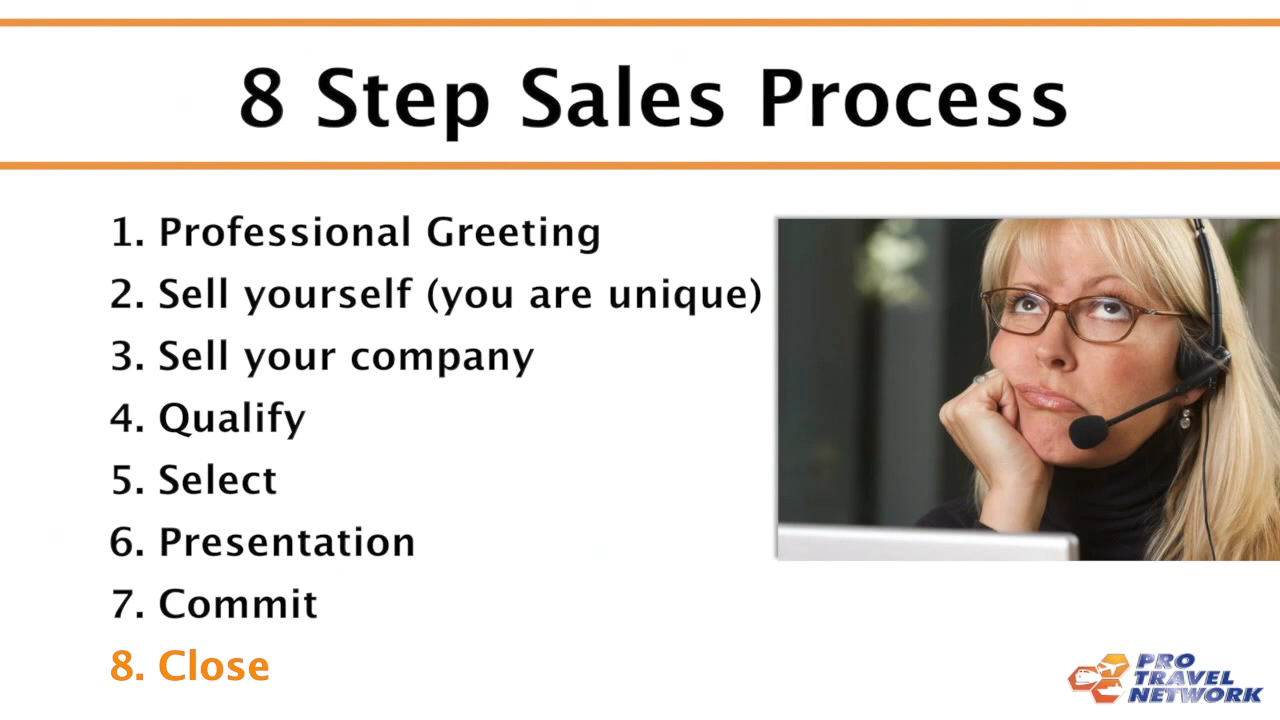 8 Step Sales Process
1. Professional Greeting
2. Sell yourself (you are unique)
3. Sell your company
4. Qualify
5. Select
6. Presentation
7. Commit
8. Close
PRO
TRAVEL
NETWORK